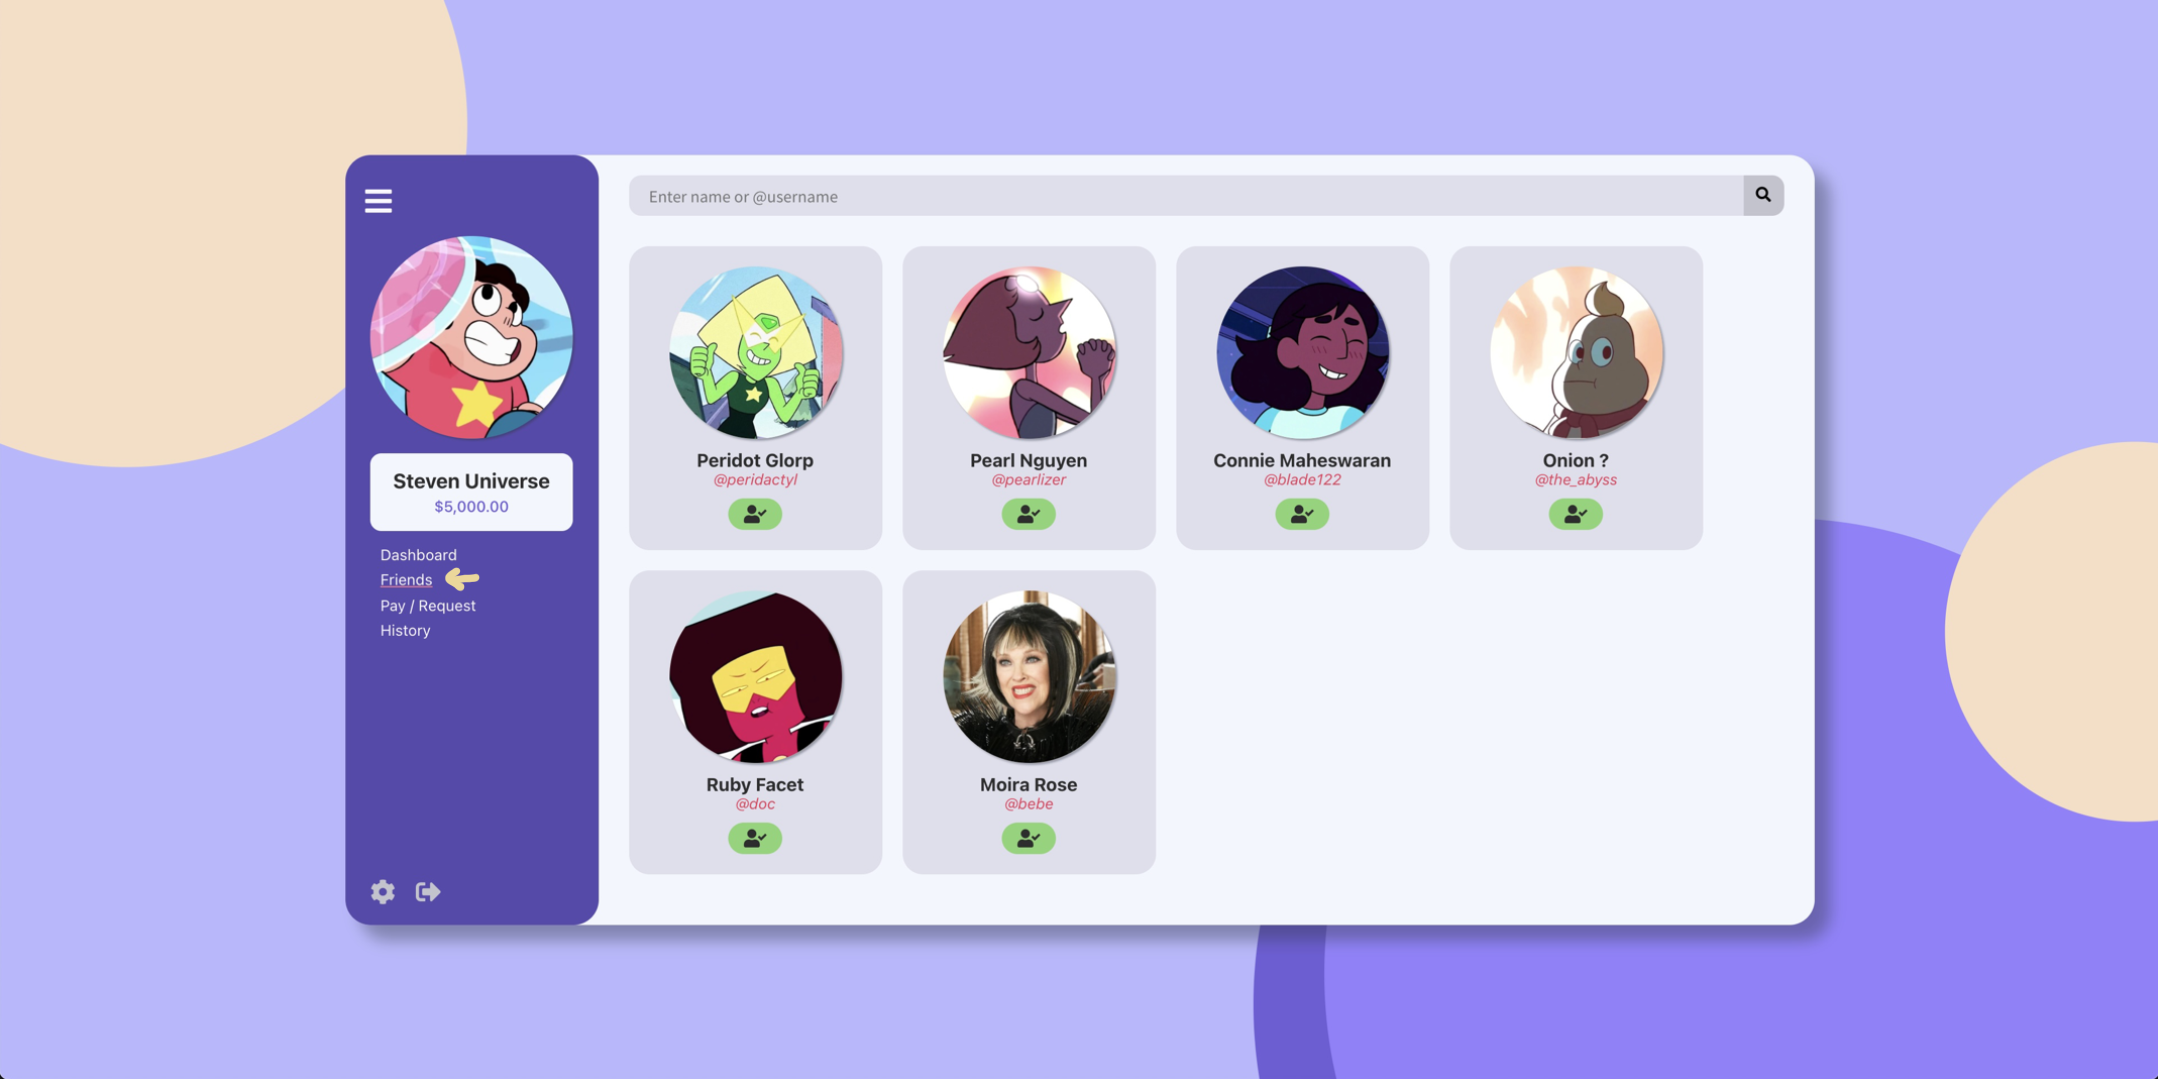 Enter name or @username
Steven Universe
$5,000.00
Dashboard
Friends
Pay / Request
History
Peridot Glorp
@peridactyl
Pearl Nguyen
@pearlizer
Connie Maheswaran
@blade122
Onion ?
@the_abyss
Ruby Facet
@doc
Moira Rose
@bebe